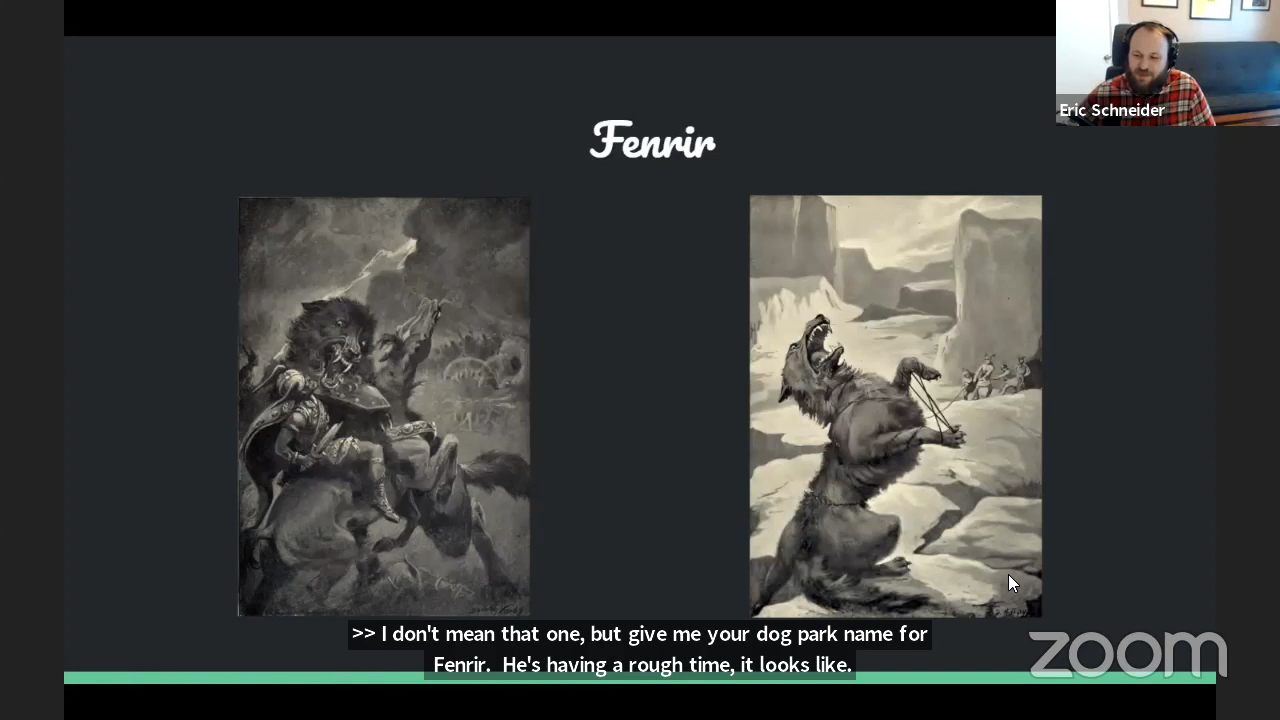 Eric Schneider
Fenrir
>> I don't mean that one, but give me your dog park name for
Fenrir.  He's having a rough time, it looks like.
zoom